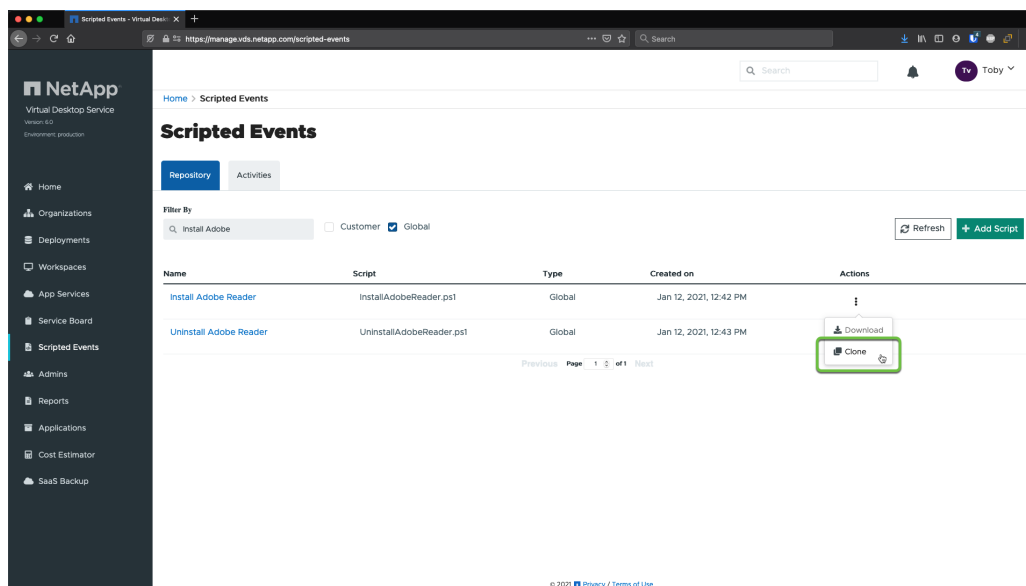 Scripted Events - Virtual Deskto
https://manage.vds.netapp.com/scripted-events
Search
NetApp
Virtual Desktop Service
Version: 6.0
Environment: production
Home
Organizations
Deployments
Workspaces
App Services
Service Board
Scripted Events
Admins
Reports
Applications
Cost Estimator
SaaS Backup
Search
Tv Toby
Home > Scripted Events
Scripted Events
Repository Activities
Filter By
Install Adobe Customer Global Refresh + Add Script
Name Script Type Created on Actions
Install Adobe Reader InstallAdobeReader.ps1 Global Jan 12, 2021, 12:42 PM
Uninstall Adobe Reader UninstallAdobeReader.ps1 Global Jan 12, 2021, 12:43 PM
Download
Clone
Previous Page 1 of 1 Next
© 2021 Privacy / Terms of Use